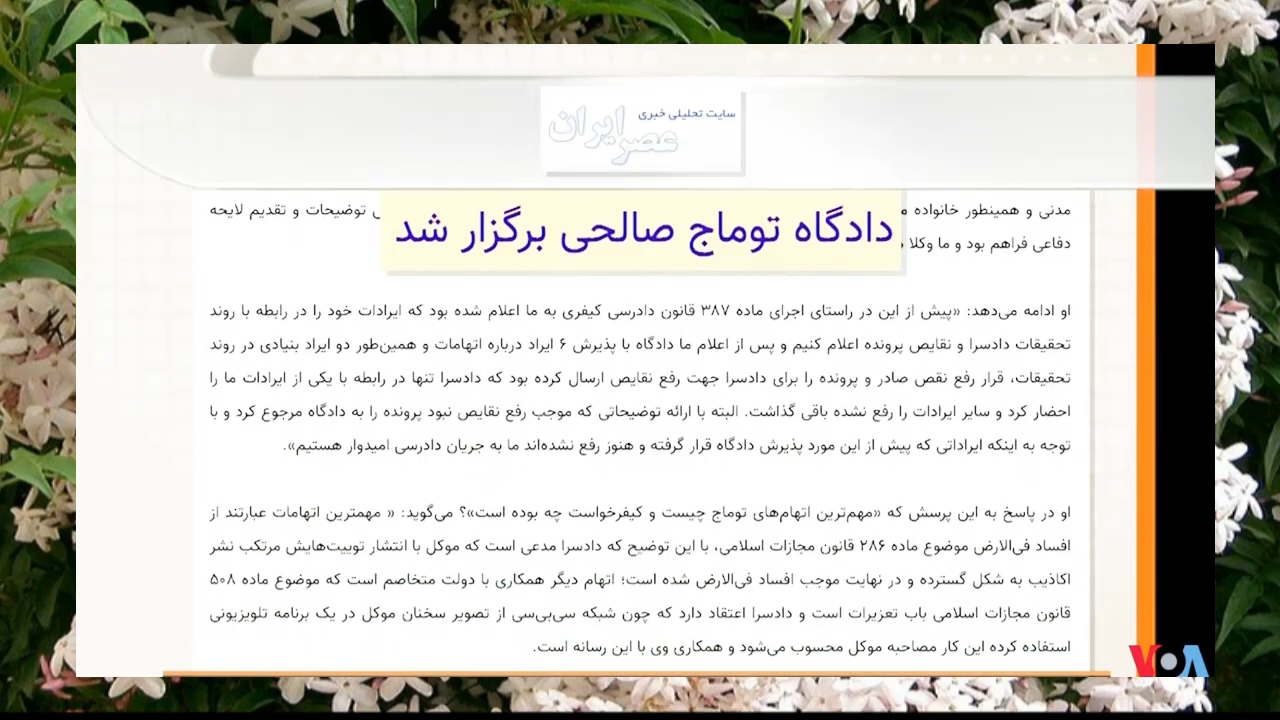 سایت تحلیلی خبری
عصر ایران
دادگاه توماج صالحی برگزار شد
مدنی و همینطور خانواده توضیحات و تقدیم لایحه
دفاعی فراهم بود و ما وکلا
او ادامه می‌دهد: «پیش از این در راستای اجرای ماده ۳۸۷ قانون دادرسی کیفری به ما اعلام شده بود که ایرادات خود را در رابطه با روند
تحقیقات دادسرا و نقایص پرونده اعلام کنیم و پس از اعلام ما دادگاه با پذیرش ۶ ایراد درباره اتهامات و همین‌طور دو ایراد بنیادی در روند
تحقیقات، قرار رفع نقص صادر و پرونده را برای دادسرا جهت رفع نقایص ارسال کرده بود که دادسرا تنها در رابطه با یکی از ایرادات ما را
احضار کرد و سایر ایرادات را رفع نشده باقی گذاشت. البته با ارائه توضیحاتی که موجب رفع نقایص نبود پرونده را به دادگاه مرجوع کرد و با
توجه به اینکه ایراداتی که پیش از این مورد پذیرش دادگاه قرار گرفته و هنوز رفع نشده‌اند ما به جریان دادرسی امیدوار هستیم».
او در پاسخ به این پرسش که «مهم‌ترین اتهام‌های توماج چیست و کیفرخواست چه بوده است»؟ می‌گوید: « مهمترین اتهامات عبارتند از
افساد فی‌الارض موضوع ماده ۲۸۶ قانون مجازات اسلامی، با این توضیح که دادسرا مدعی است که موکل با انتشار توییت‌هایش مرتکب نشر
اکاذیب به شکل گسترده و در نهایت موجب افساد فی‌الارض شده است؛ اتهام دیگر همکاری با دولت متخاصم است که موضوع ماده ۵۰۸
قانون مجازات اسلامی باب تعزیرات است و دادسرا اعتقاد دارد که چون شبکه سی‌بی‌سی از تصویر سخنان موکل در یک برنامه تلویزیونی
استفاده کرده این کار مصاحبه موکل محسوب می‌شود و همکاری وی با این رسانه است.
VOA